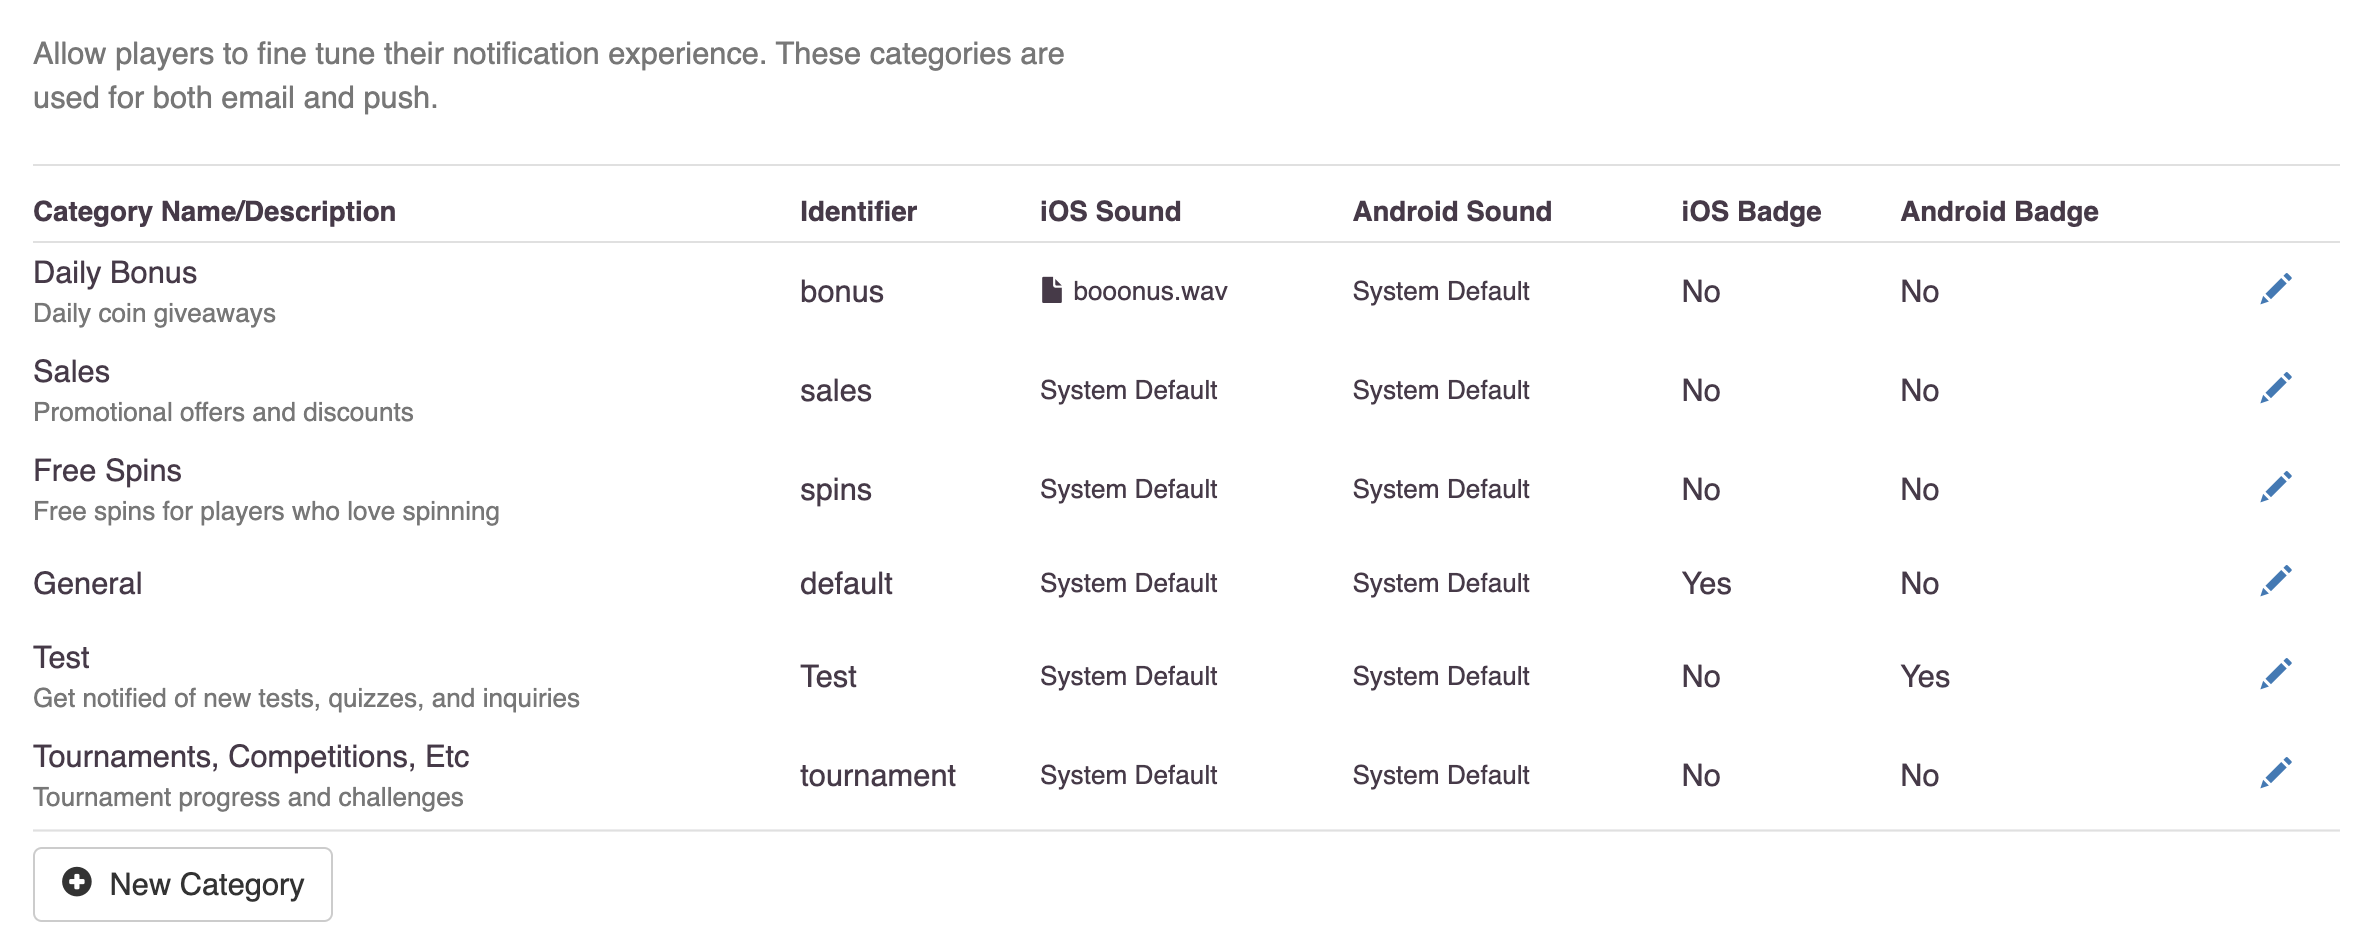 Allow players to fine tune their notification experience. These categories are
used for both email and push.
Category Name/Description Identifier iOS Sound Android Sound iOS Badge Android Badge
Daily Bonus
Daily coin giveaways
bonus booonus.wav System Default No No
Sales
Promotional offers and discounts
sales System Default System Default No No
Free Spins
Free spins for players who love spinning
spins System Default System Default No No
General default System Default System Default Yes No
Test
Get notified of new tests, quizzes, and inquiries
Test System Default System Default No Yes
Tournaments, Competitions, Etc
Tournament progress and challenges
tournament System Default System Default No No
New Category